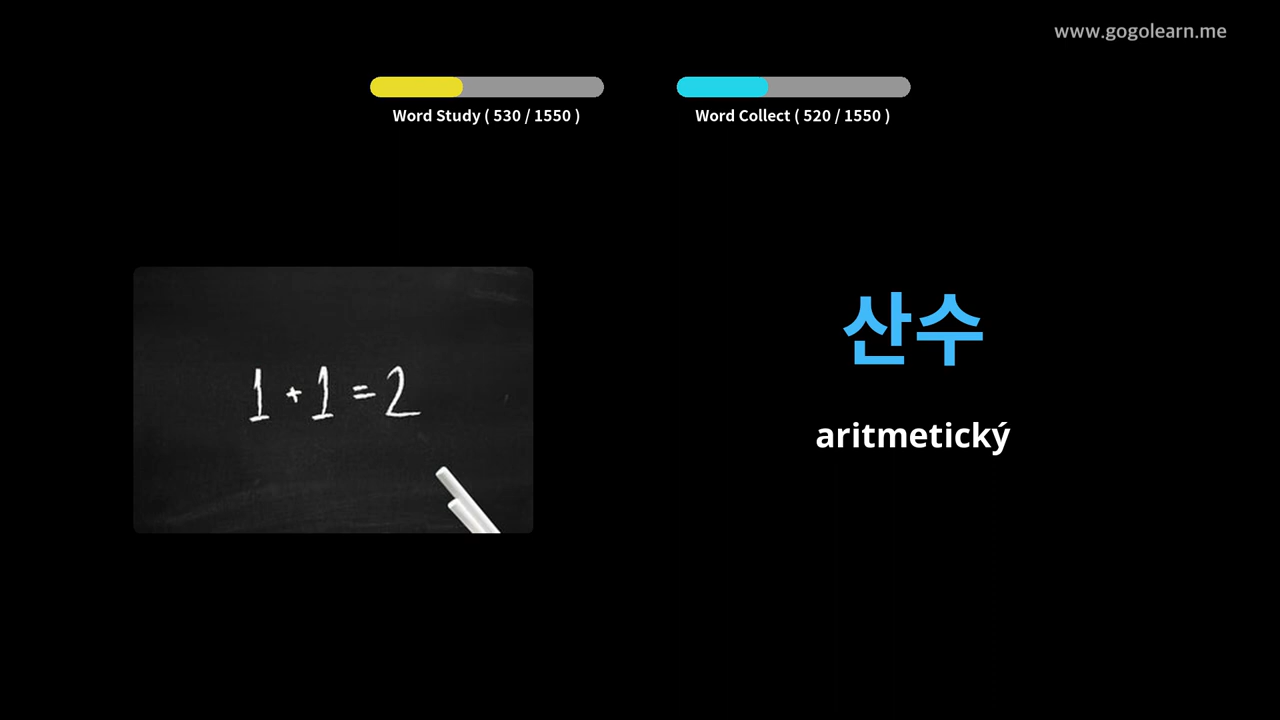 www.gogolearn.me
Word Study ( 530 / 1550 )
Word Collect ( 520 / 1550 )
1 + 1 = 2
산수
aritmetický